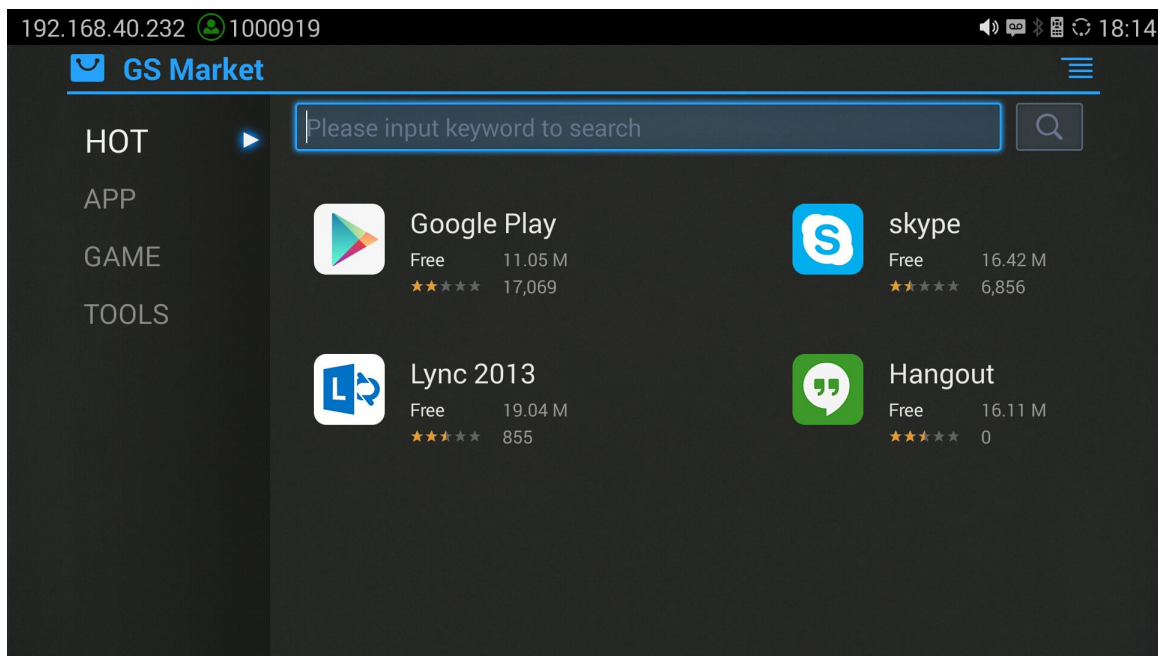 192.168.40.232 1000919 18:14
GS Market
HOT
APP
GAME
TOOLS
Please input keyword to search
Google Play
Free 11.05 M
17,069
skype
Free 16.42 M
6,856
Lync 2013
Free 19.04 M
855
Hangout
Free 16.11 M
0